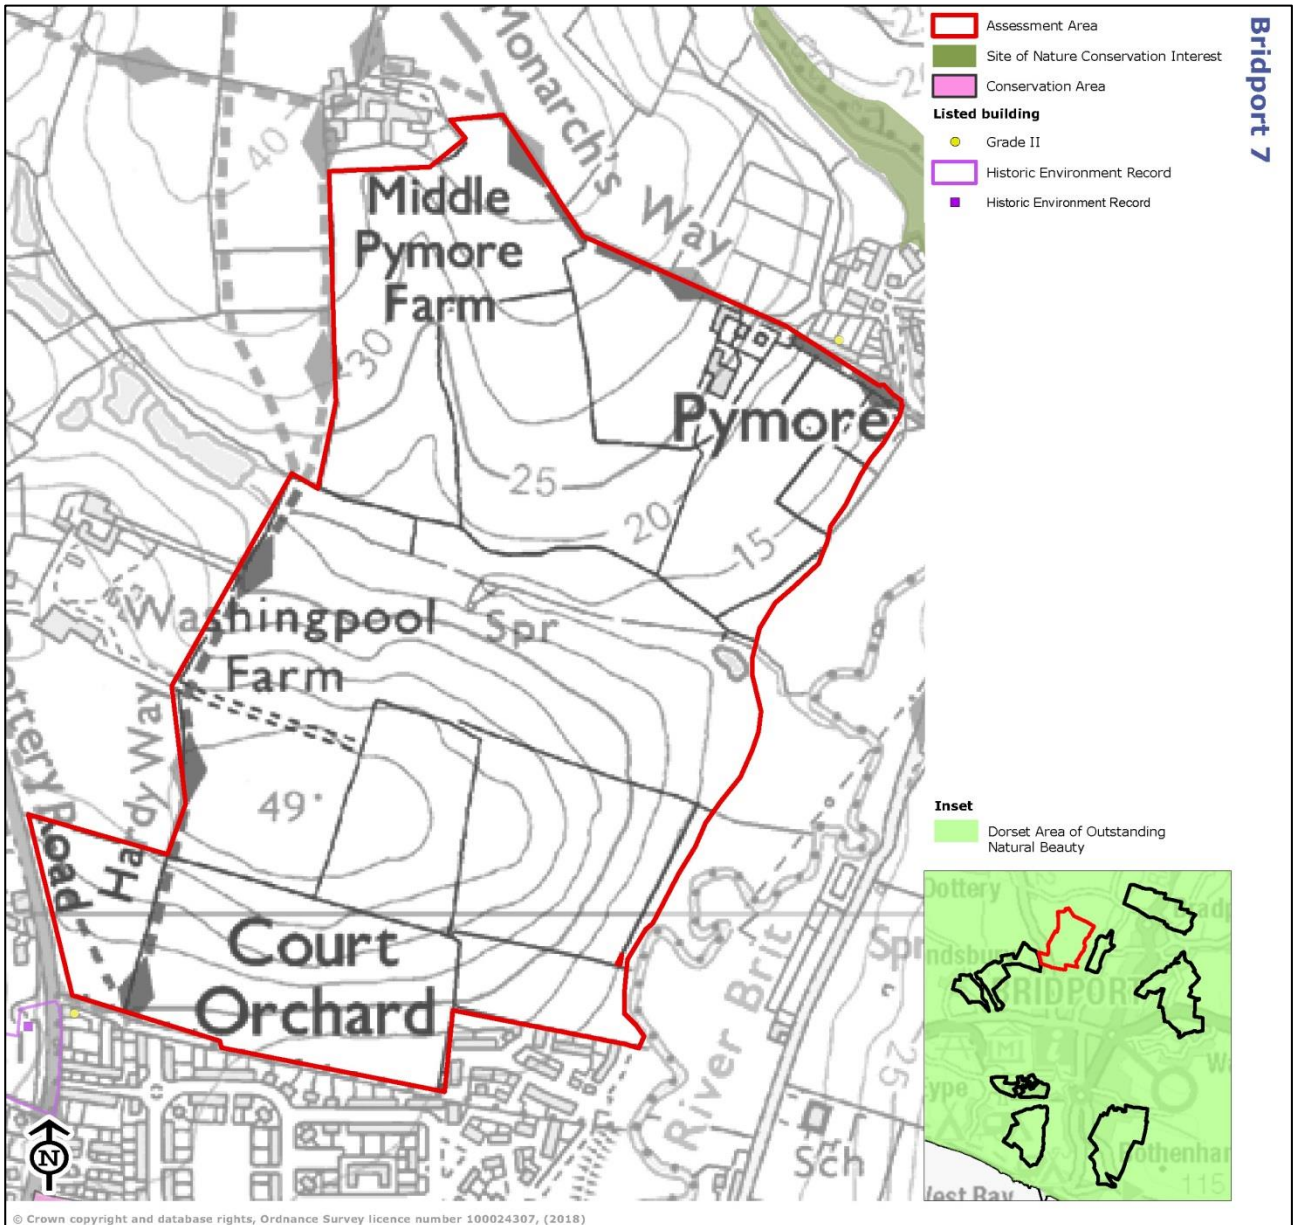 Bridport 7
Assessment Area
Site of Nature Conservation Interest
Conservation Area
Listed building
Grade II
Historic Environment Record
Historic Environment Record
Monarch's Way
40
Middle
Pymore
Farm
30
Pymore
25
20
15
Washingpool
Farm
Spr
Hardy Way
Road
49
Court
Orchard
River Brit
Spr
25
Sch
N
Inset
Dorset Area of Outstanding
Natural Beauty
Dottery
BRIDPORT
West Bay
115
© Crown copyright and database rights, Ordnance Survey licence number 100024307, (2018)